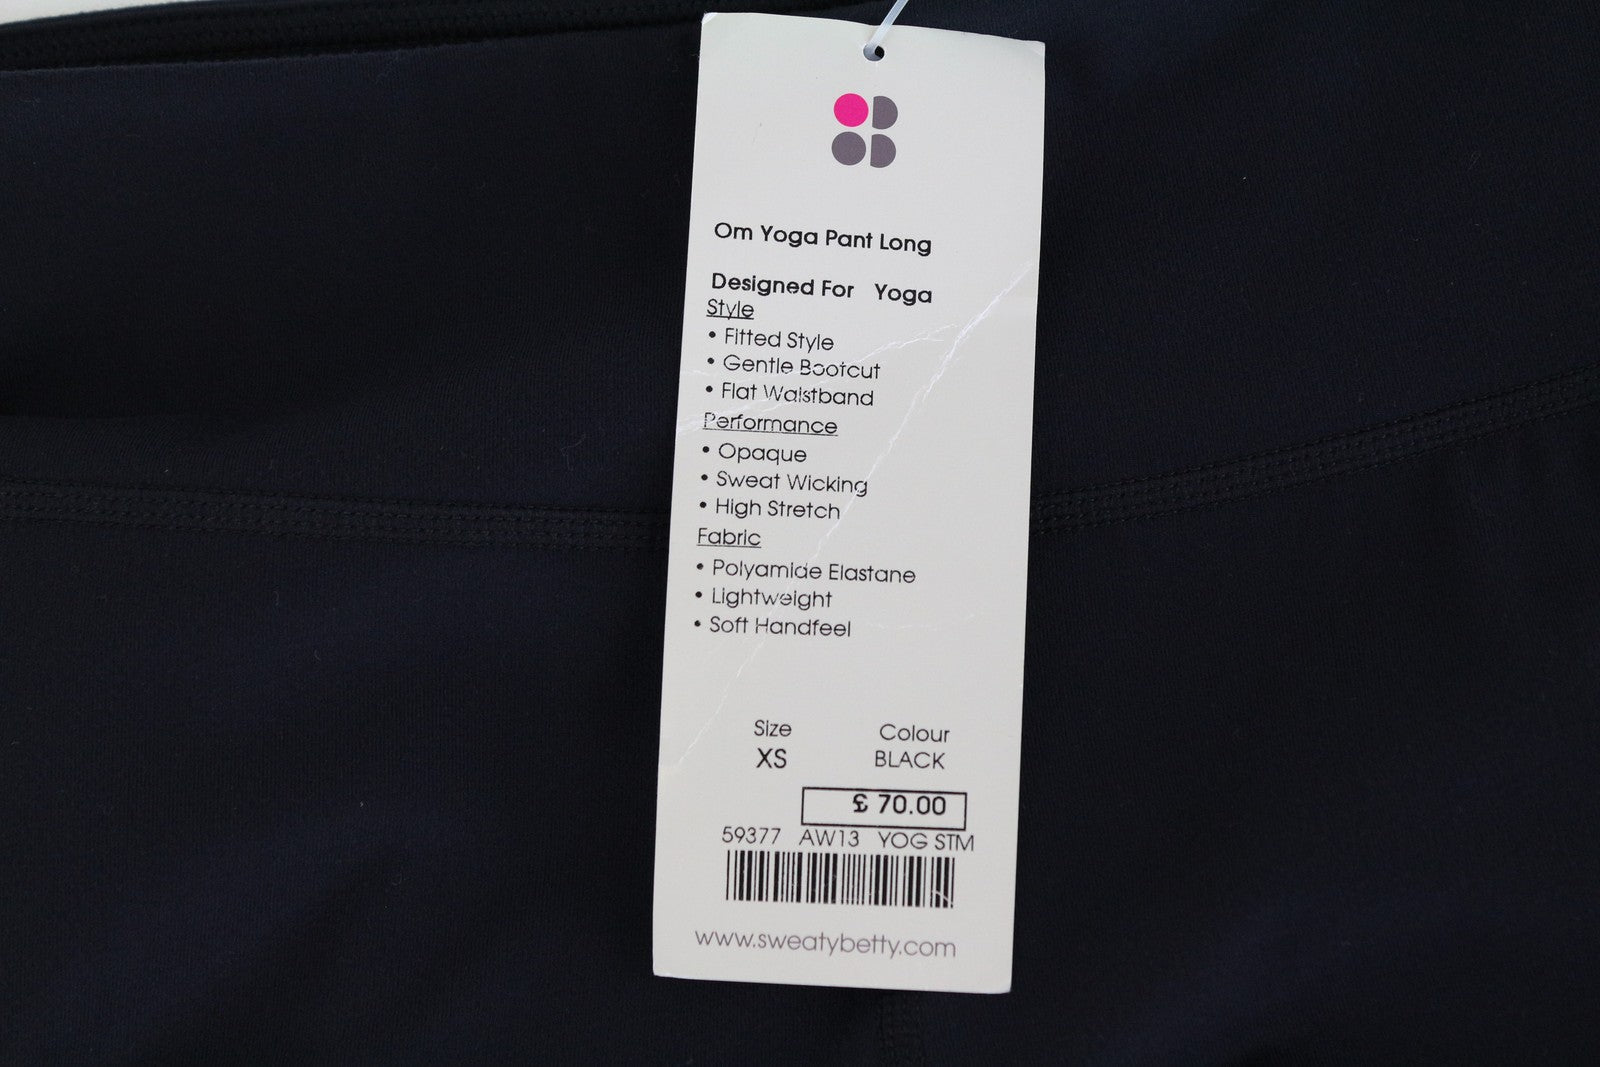 Om Yoga Pant Long
Designed For Yoga
Style
• Fitted Style
• Gentle Bootcut
• Flat Waistband
Performance
• Opaque
• Sweat Wicking
• High Stretch
Fabric
• Polyamide Elastane
• Lightweight
• Soft Handfeel
Size Colour
XS BLACK
£ 70.00
59377 AW13 YOG STM
www.sweatybetty.com